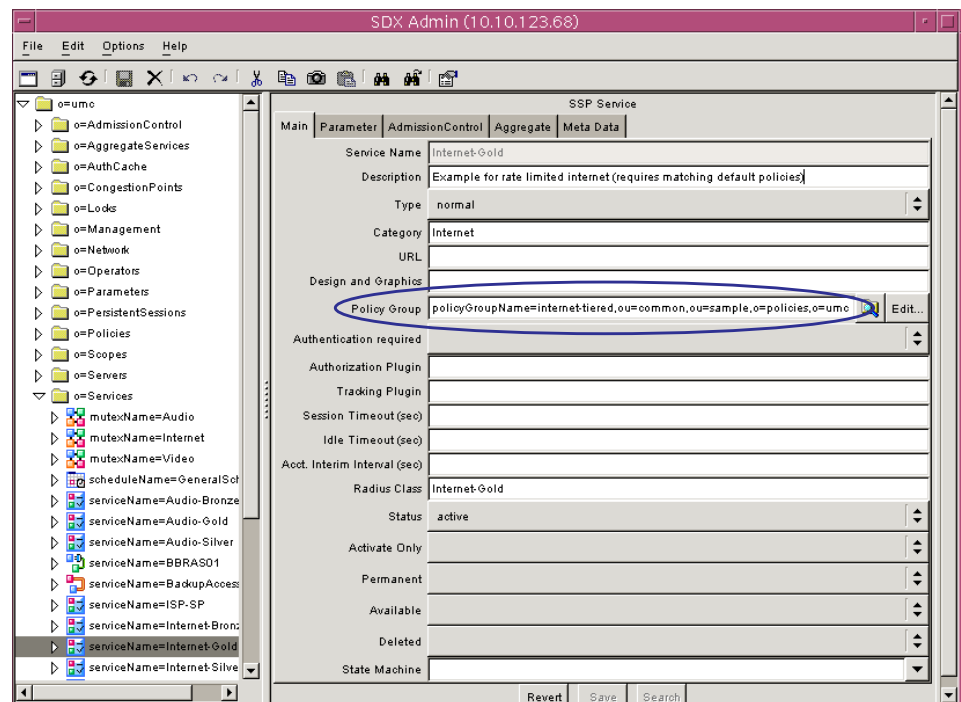 SDX Admin (10.10.123.68)
File Edit Options Help
o=umc
o=AdmissionControl
o=AggregateServices
o=AuthCache
o=CongestionPoints
o=Locks
o=Management
o=Network
o=Operators
o=Parameters
o=PersistentSessions
o=Policies
o=Scopes
o=Servers
o=Services
mutexName=Audio
mutexName=Internet
mutexName=Video
scheduleName=GeneralSch
serviceName=Audio-Bronze
serviceName=Audio-Gold
serviceName=Audio-Silver
serviceName=BBRAS01
serviceName=BackupAccess
serviceName=ISP-SP
serviceName=Internet-Bronz
serviceName=Internet-Gold
serviceName=Internet-Silve
SSP Service
Main Parameter AdmissionControl Aggregate Meta Data
Service Name Internet-Gold
Description Example for rate limited internet (requires matching default policies)
Type normal
Category Internet
URL
Design and Graphics
Policy Group policyGroupName=internet-tiered,ou=common,ou=sample,o=policies,o=umc Edit...
Authentication required
Authorization Plugin
Tracking Plugin
Session Timeout (sec)
Idle Timeout (sec)
Acct. Interim Interval (sec)
Radius Class Internet-Gold
Status active
Activate Only
Permanent
Available
Deleted
State Machine
Revert Save Search